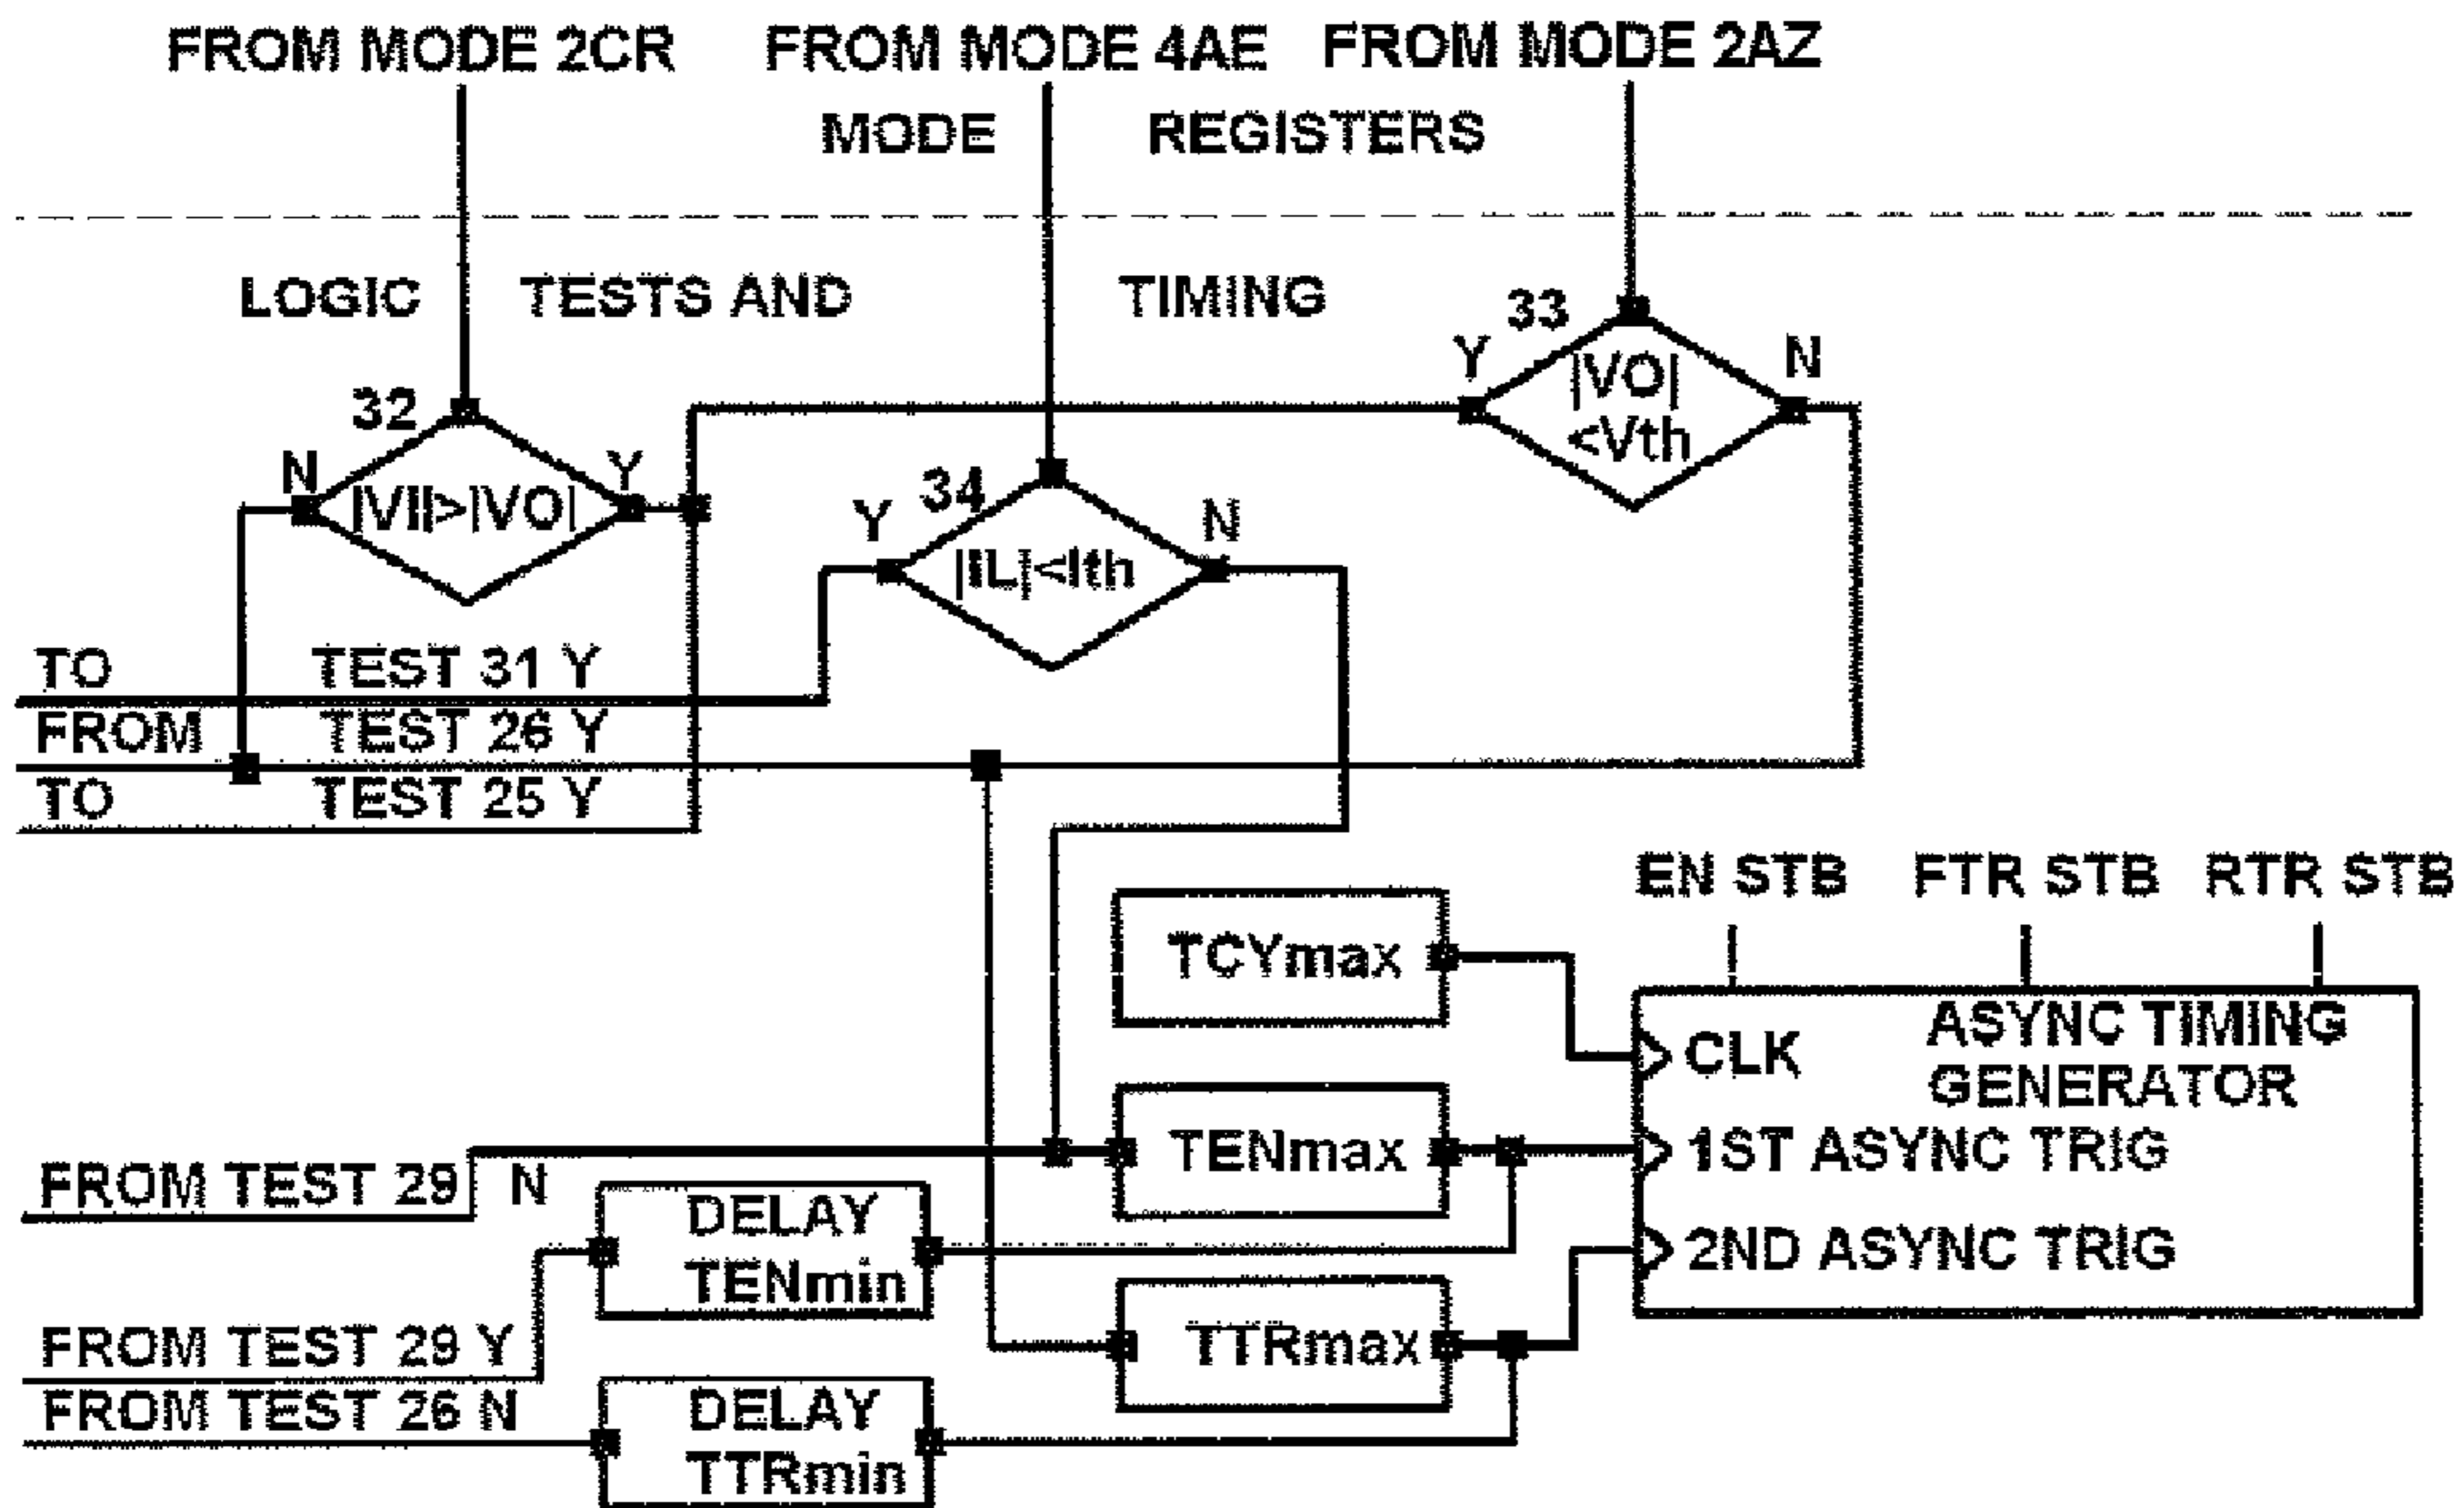 FROM MODE 2CR FROM MODE 4AE FROM MODE 2AZ
MODE REGISTERS
LOGIC TESTS AND TIMING
33
Y |VO| N
<Vth
32
N |VI|>|VO| Y
34
Y |IL|<Ith N
TO TEST 31 Y
FROM TEST 26 Y
TO TEST 25 Y
EN STB FTR STB RTR STB
TCYmax
ASYNC TIMING
GENERATOR
CLK
TENmax
1ST ASYNC TRIG
FROM TEST 29 N
DELAY
TENmin
2ND ASYNC TRIG
TTRmax
FROM TEST 29 Y
FROM TEST 26 N
DELAY
TTRmin